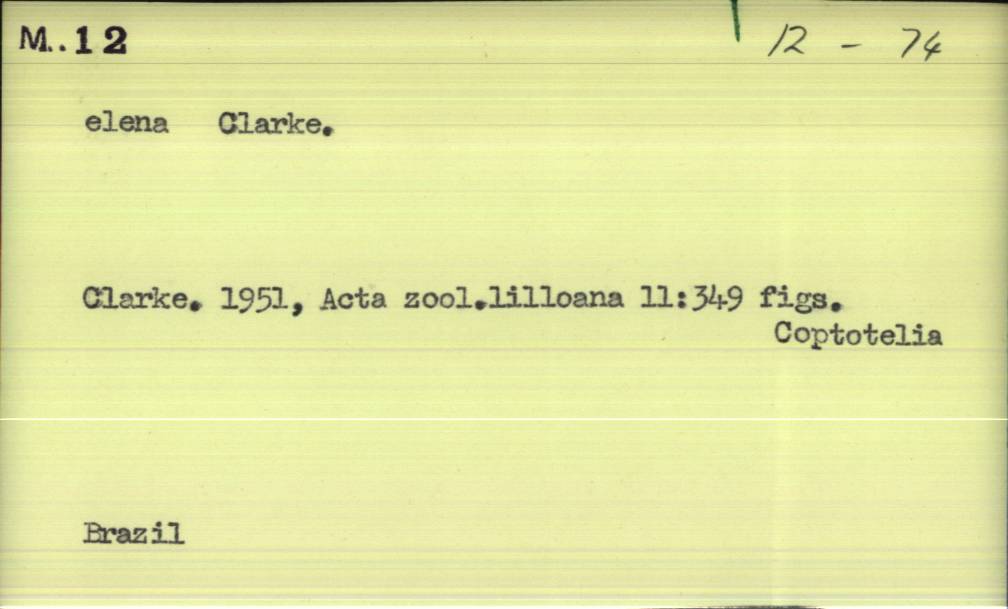 M..12 12 - 74
elena Clarke.
Clarke. 1951, Acta zool.lilloana 11:349 figs.
Coptotelia
Brazil